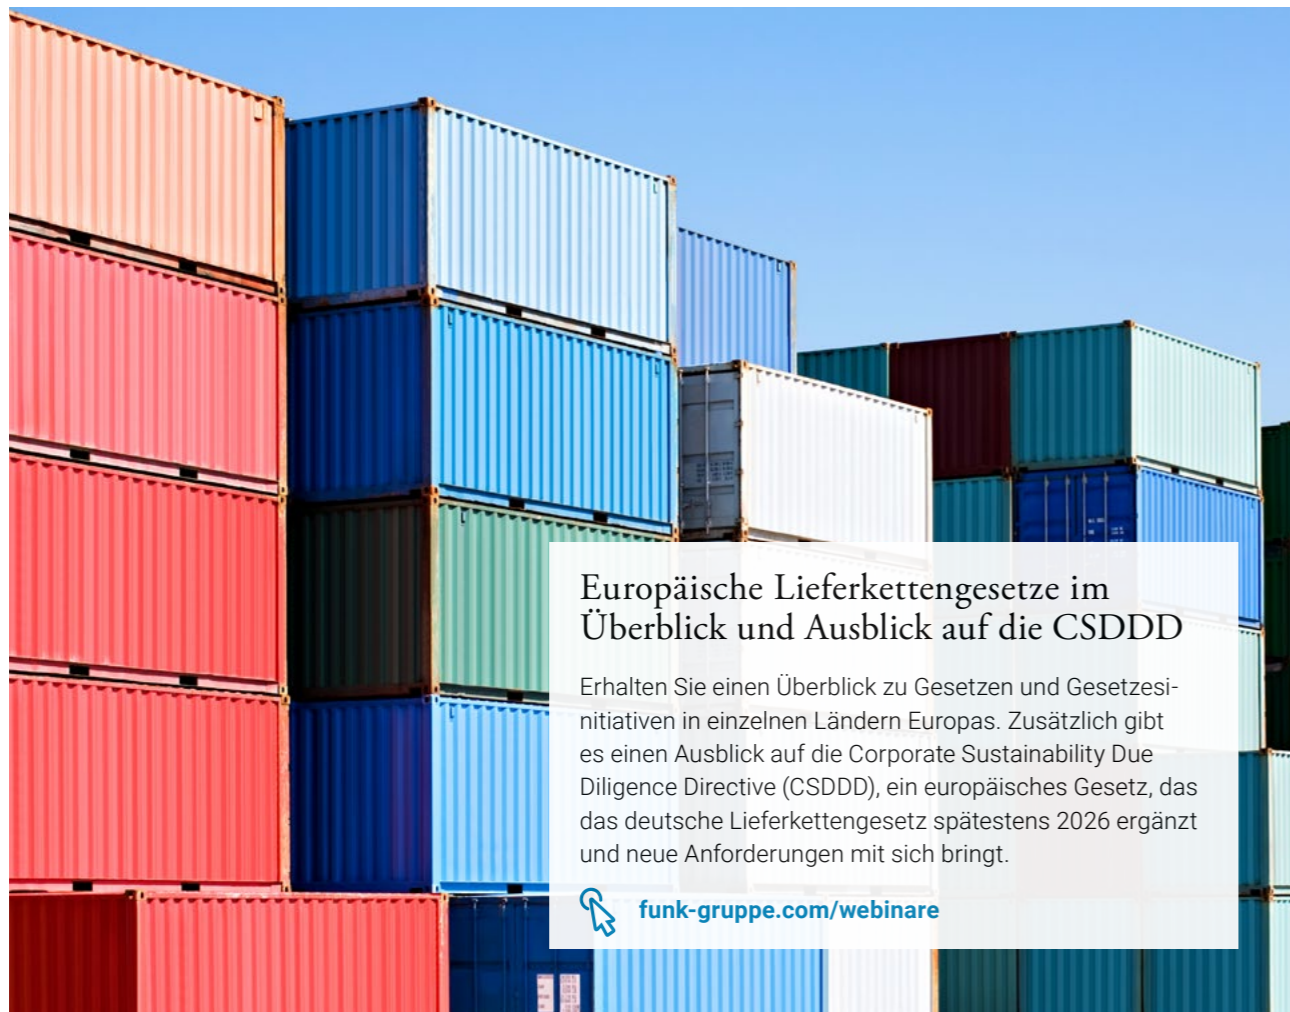 Europäische Lieferkettengesetze im
Überblick und Ausblick auf die CSDDD
Erhalten Sie einen Überblick zu Gesetzen und Gesetzesi-
nitiativen in einzelnen Ländern Europas. Zusätzlich gibt
es einen Ausblick auf die Corporate Sustainability Due
Diligence Directive (CSDDD), ein europäisches Gesetz, das
das deutsche Lieferkettengesetz spätestens 2026 ergänzt
und neue Anforderungen mit sich bringt.
funk-gruppe.com/webinare